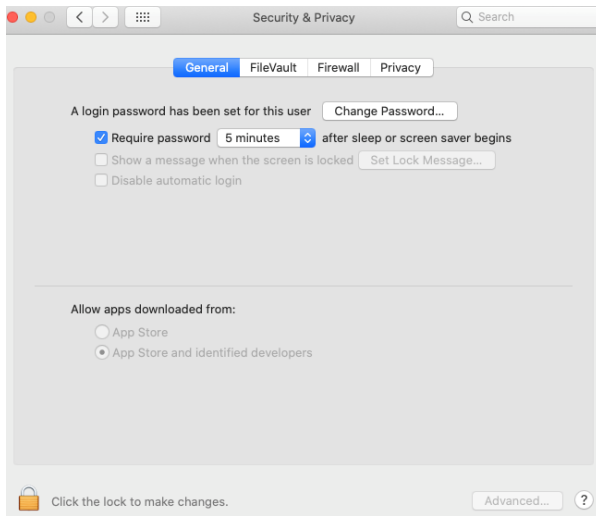 Security & Privacy
Search
General FileVault Firewall Privacy
A login password has been set for this user Change Password...
Require password 5 minutes after sleep or screen saver begins
Show a message when the screen is locked Set Lock Message...
Disable automatic login
Allow apps downloaded from:
App Store
App Store and identified developers
Click the lock to make changes. Advanced... ?